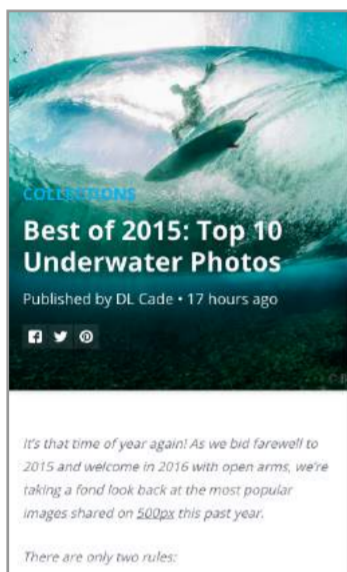 COLLECTIONS
Best of 2015: Top 10
Underwater Photos
Published by DL Cade • 17 hours ago
It's that time of year again! As we bid farewell to
2015 and welcome in 2016 with open arms, we're
taking a fond look back at the most popular
images shared on 500px this past year.
There are only two rules: